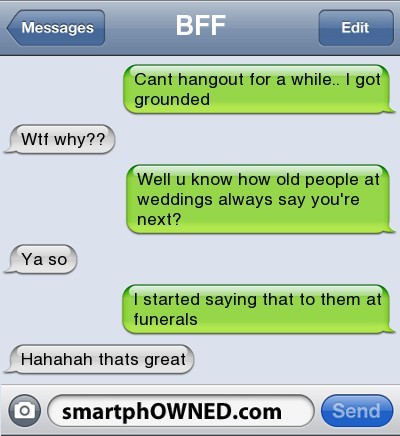 Messages
BFF
Edit
Cant hangout for a while.. I got
grounded
Wtf why??
Well u know how old people at
weddings always say you're
next?
Ya so
I started saying that to them at
funerals
Hahahah thats great
smartphOWNED.com
Send